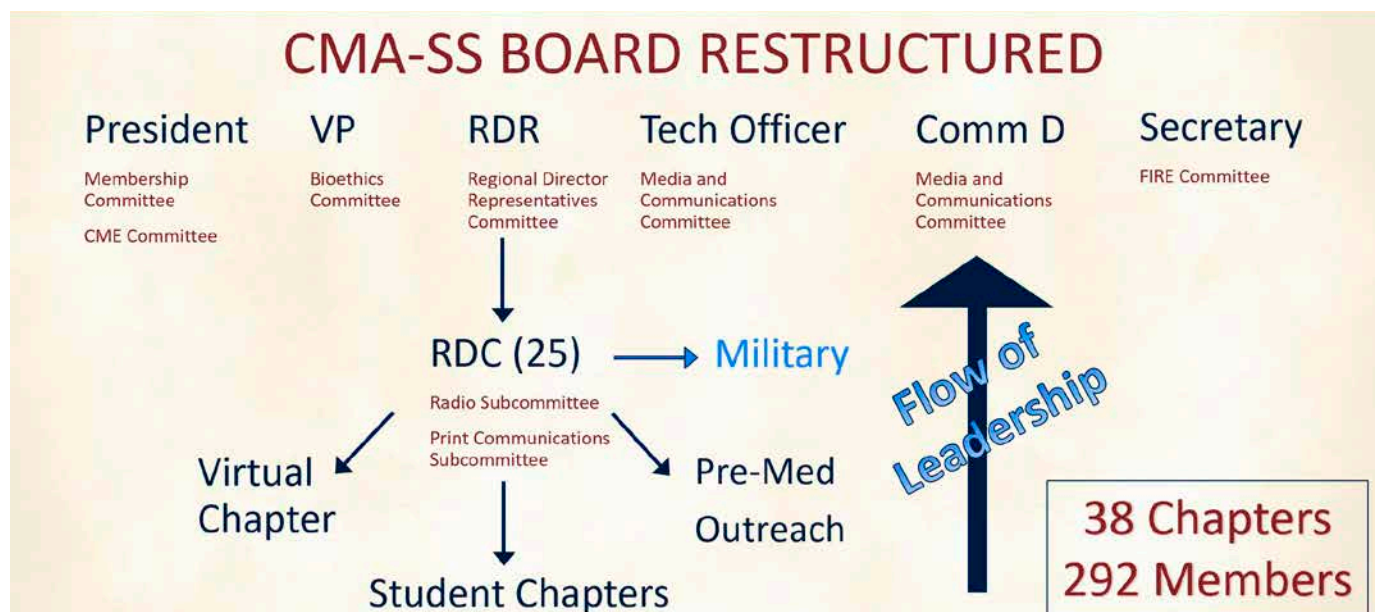 CMA-SS BOARD RESTRUCTURED
President
Membership
Committee
CME Committee
VP
Bioethics
Committee
RDR
Regional Director
Representatives
Committee
Tech Officer
Media and
Communications
Committee
Comm D
Media and
Communications
Committee
Secretary
FIRE Committee
RDC (25)
Radio Subcommittee
Print Communications
Subcommittee
Military
Virtual
Chapter
Student Chapters
Pre-Med
Outreach
Flow of
Leadership
38 Chapters
292 Members